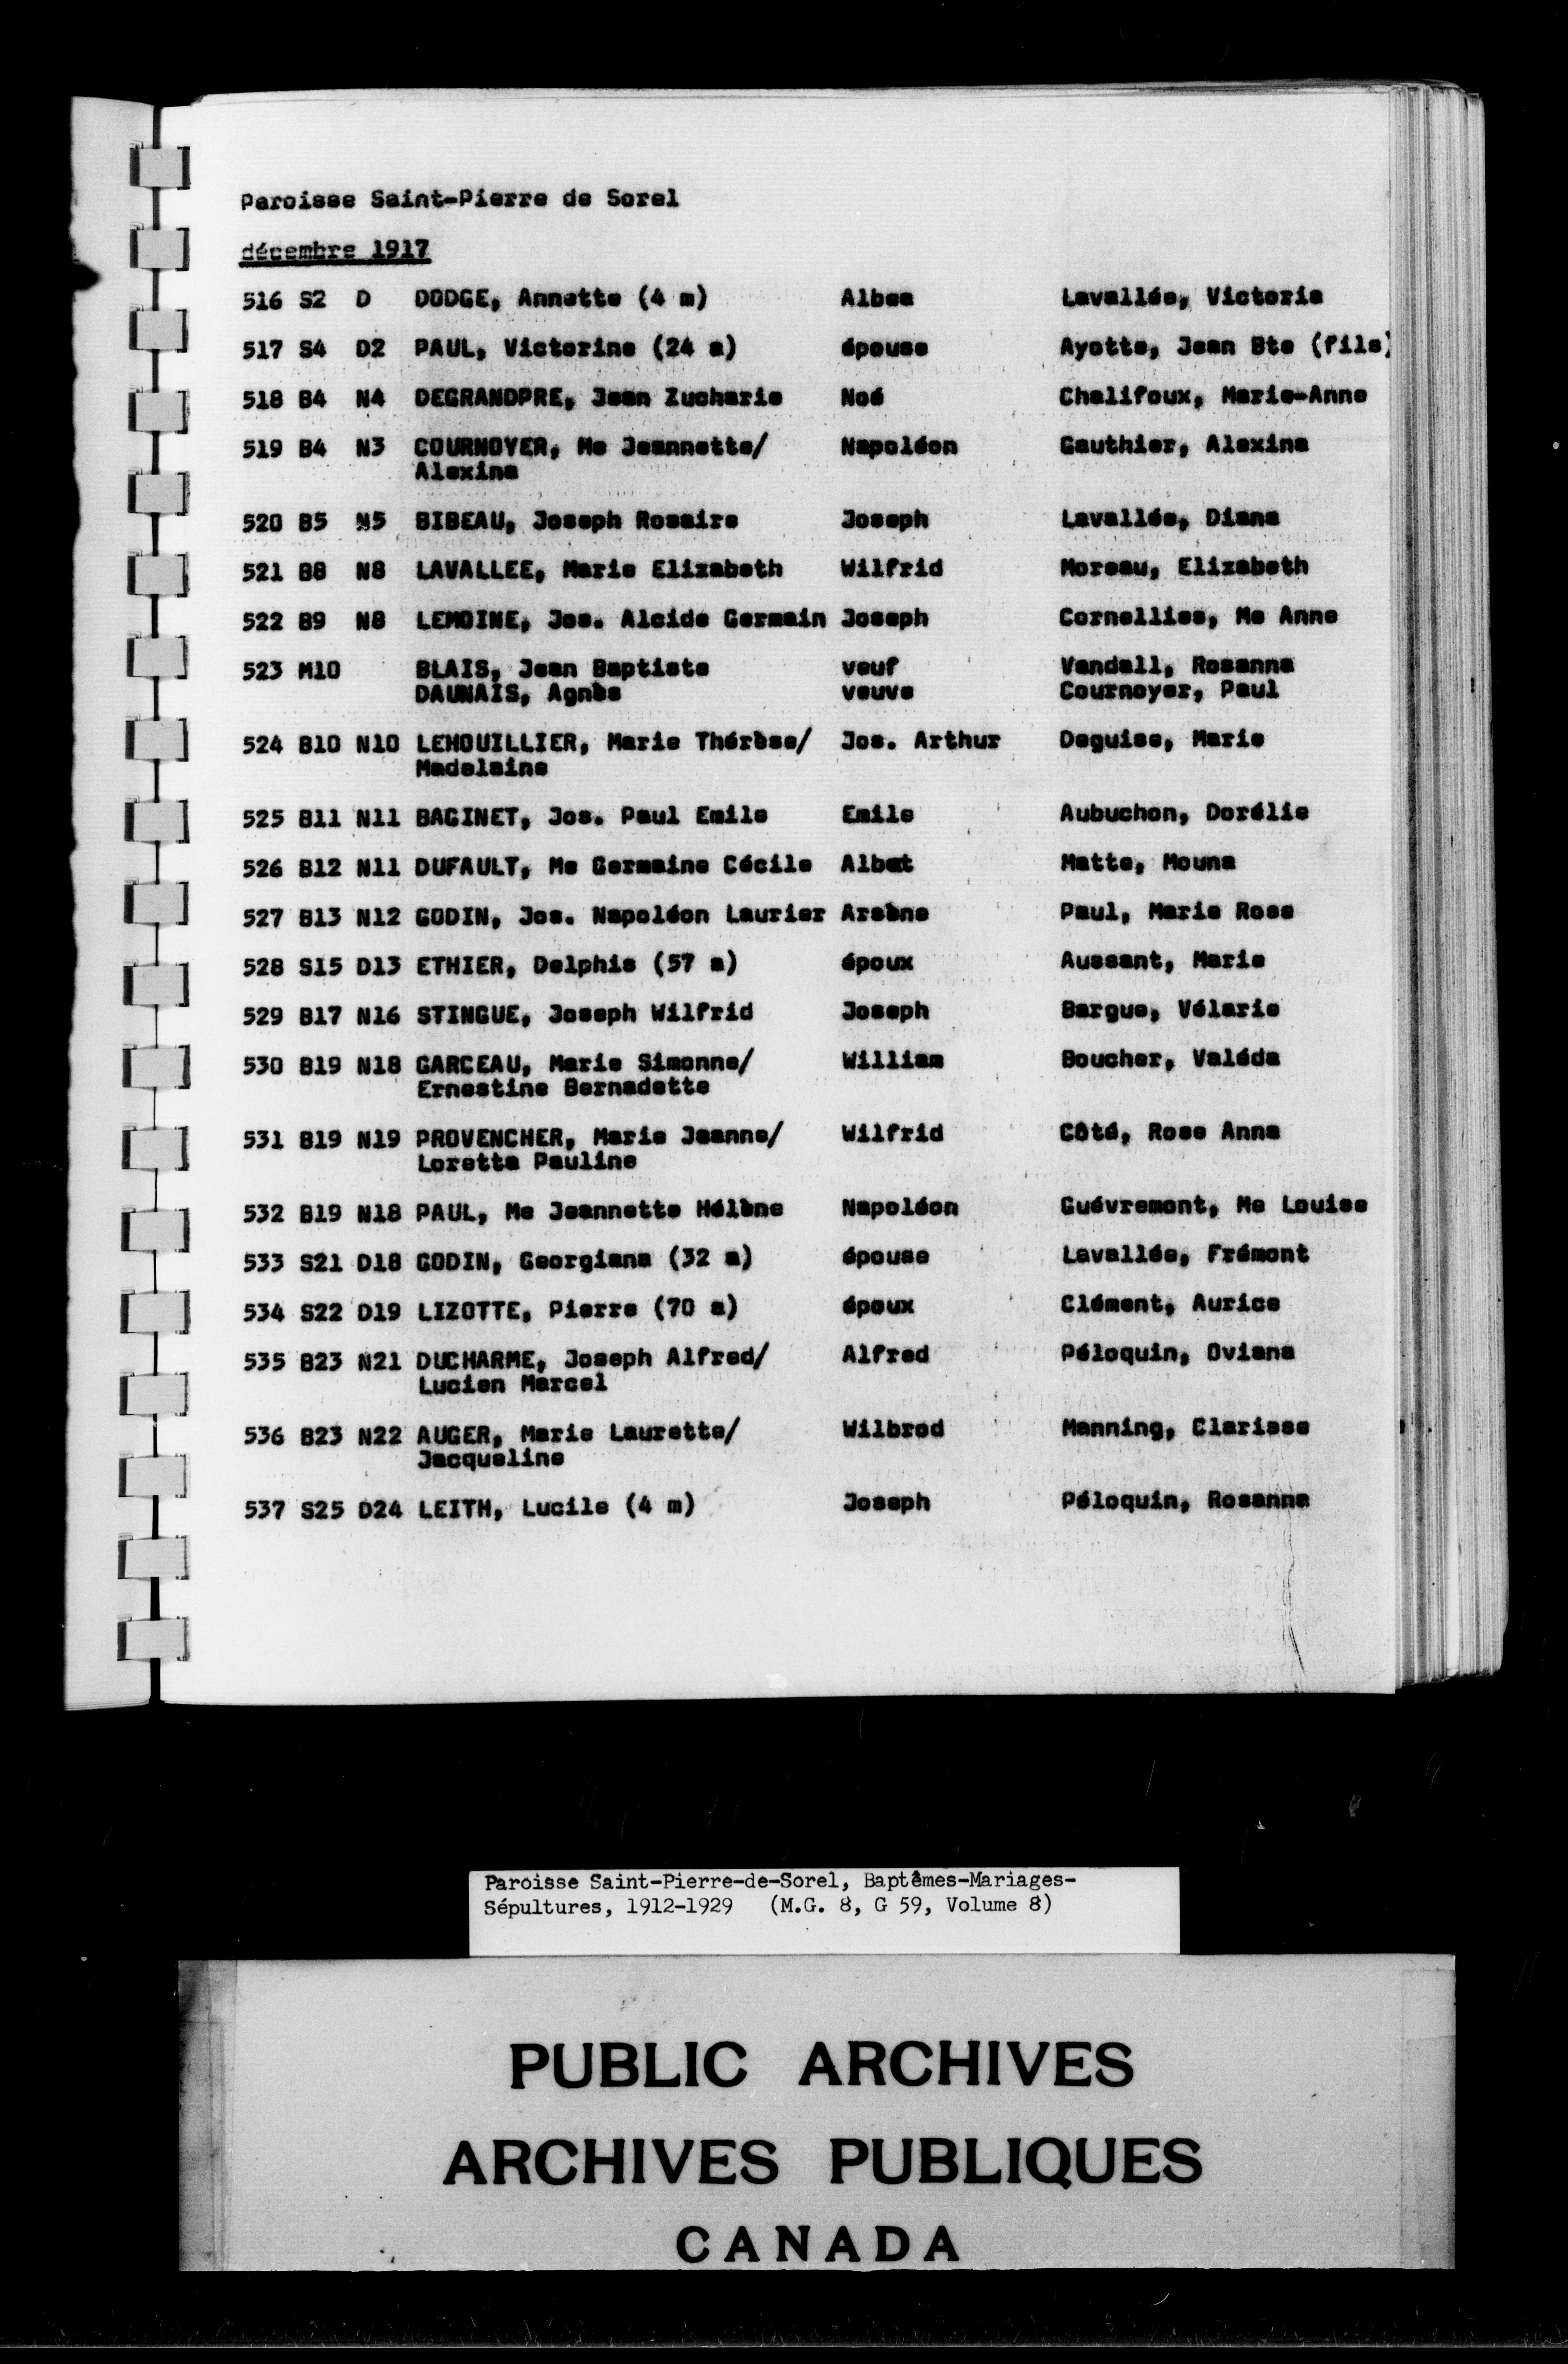 Paroisse Saint-Pierre de Sorel
décembre 1917
516 S2 D DODGE, Annette (4 m) Albea Lavallée, Victoria
517 S4 D2 PAUL, Victorine (24 a) épouse Ayotte, Jean Bte (fils)
518 B4 N4 DEGRANDPRE, Jean Zucharie Noé Chalifoux, Marie-Anne
519 B4 N3 COURNOYER, Me Jeannette/ Napoléon Gauthier, Alexina
Alexina
520 B5 N5 BIBEAU, Joseph Rosaire Joseph Lavallée, Diana
521 B8 N8 LAVALLEE, Marie Elizabeth Wilfrid Moreau, Elizabeth
522 B9 N8 LEMOINE, Jos. Alcide Germain Joseph Cornellies, Me Anne
523 M10 BLAIS, Jean Baptiste veuf Vandall, Rosanna
DAUNAIS, Agnès veuve Cournoyer, Paul
524 B10 N10 LEHOUILLIER, Marie Thérèse/ Jos. Arthur Deguise, Marie
Madelaine
525 B11 N11 BAGINET, Jos. Paul Emile Emile Aubuchon, Dorélie
526 B12 N11 DUFAULT, Me Germaine Cécile Albet Matte, Mouna
527 B13 N12 GODIN, Jos. Napoléon Laurier Arsène Paul, Marie Rose
528 S15 D13 ETHIER, Delphis (57 a) époux Aussant, Marie
529 B17 N16 STINGUE, Joseph Wilfrid Joseph Bargue, Vélarie
530 B19 N18 GARCEAU, Marie Simonne/ William Boucher, Valéda
Ernestine Bernadette
531 B19 N19 PROVENCHER, Marie Jeanne/ Wilfrid Côté, Rose Anna
Loretta Pauline
532 B19 N18 PAUL, Me Jeannette Hélène Napoléon Guévremont, Me Louise
533 S21 D18 GODIN, Georgiana (32 a) épouse Lavallée, Frémont
534 S22 D19 LIZOTTE, Pierre (70 a) époux Clément, Aurice
535 B23 N21 DUCHARME, Joseph Alfred/ Alfred Péloquin, Oviana
Lucien Marcel
536 B23 N22 AUGER, Marie Laurette/ Wilbrod Manning, Clarisse
Jacqueline
537 S25 D24 LEITH, Lucile (4 m) Joseph Péloquin, Rosanna
Paroisse Saint-Pierre-de-Sorel, Baptêmes-Mariages-
Sépultures, 1912-1929 (M.G. 8, G 59, Volume 8)
PUBLIC ARCHIVES
ARCHIVES PUBLIQUES
CANADA